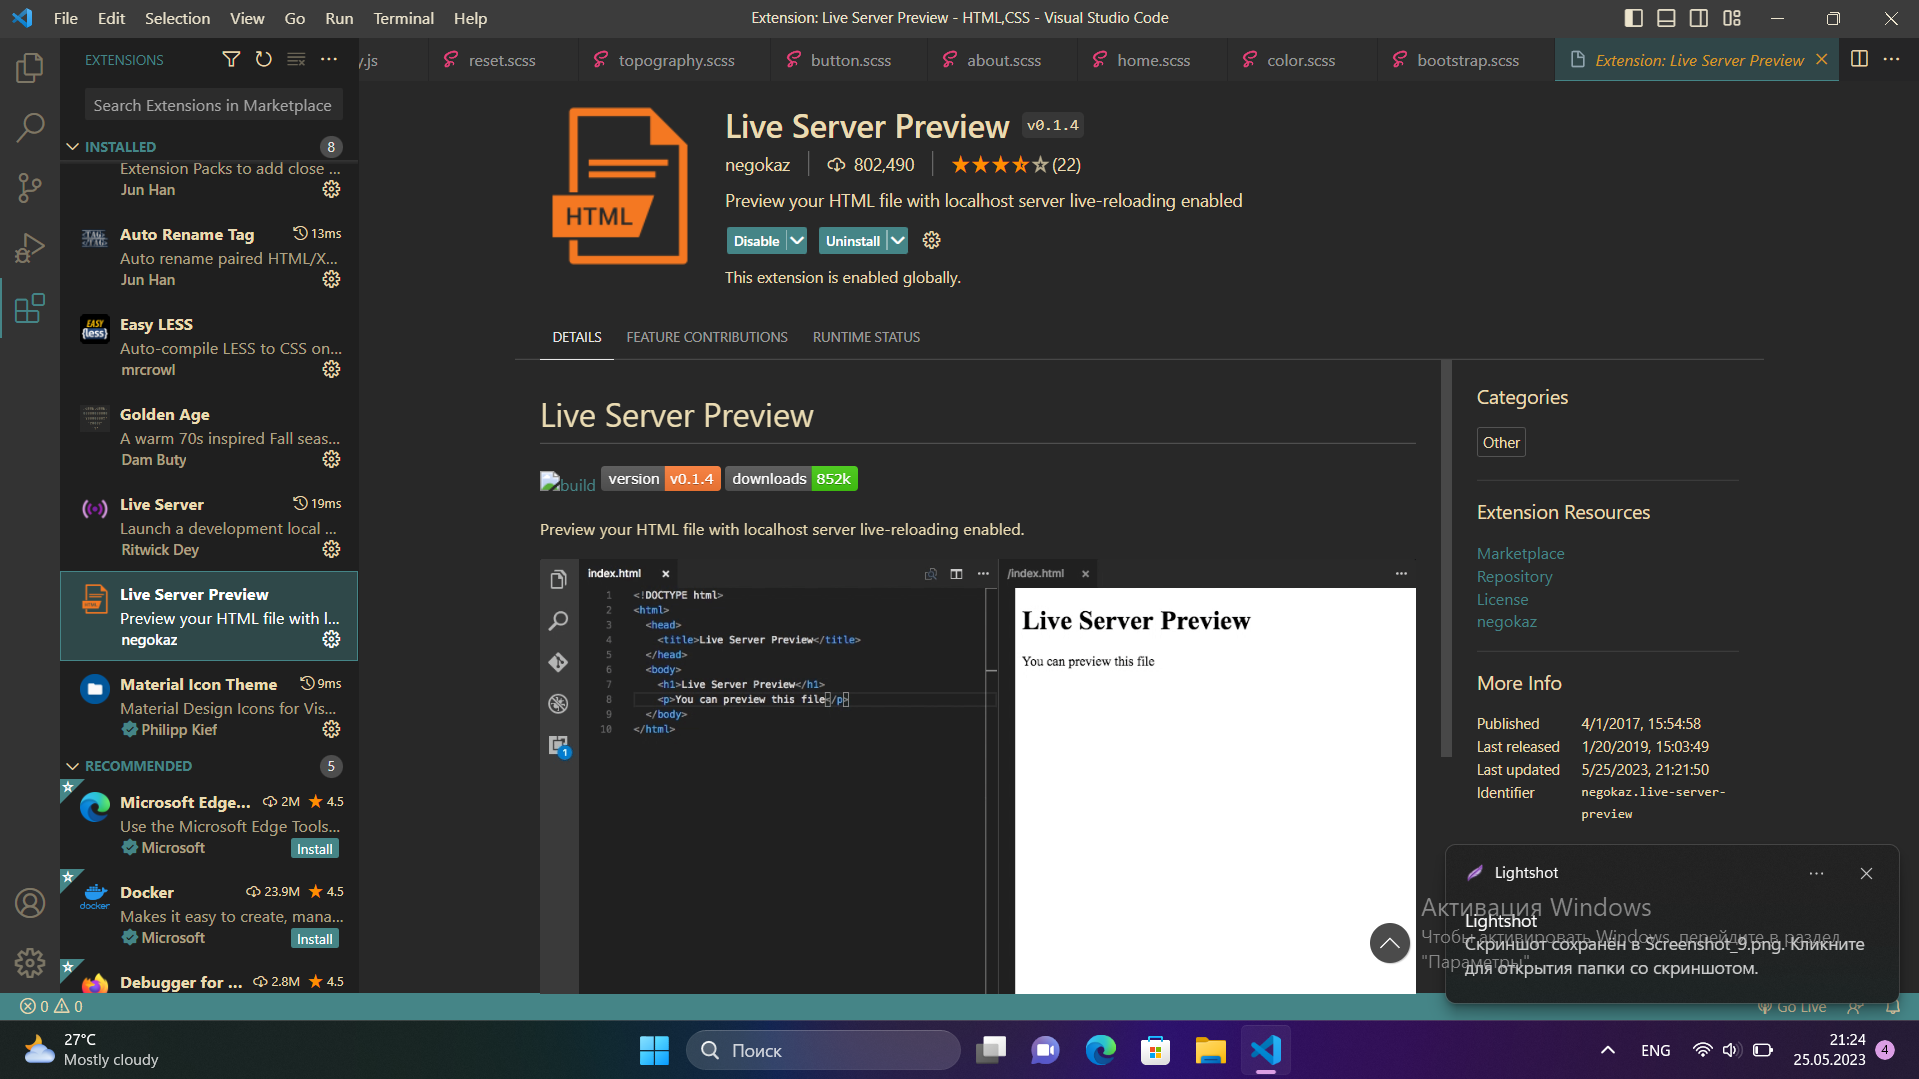 File Edit Selection View Go Run Terminal Help
Extension: Live Server Preview - HTML,CSS - Visual Studio Code
EXTENSIONS
y.js
reset.scss
topography.scss
button.scss
about.scss
home.scss
color.scss
bootstrap.scss
Extension: Live Server Preview
Search Extensions in Marketplace
INSTALLED 8
Extension Packs to add close ...
Jun Han
Auto Rename Tag 13ms
Auto rename paired HTML/X...
Jun Han
Easy LESS
Auto-compile LESS to CSS on...
mrcrowl
Golden Age
A warm 70s inspired Fall seas...
Dam Buty
Live Server 19ms
Launch a development local ...
Ritwick Dey
Live Server Preview
Preview your HTML file with l...
negokaz
Material Icon Theme 9ms
Material Design Icons for Vis...
Philipp Kief
RECOMMENDED 5
Microsoft Edge... 2M 4.5
Use the Microsoft Edge Tools...
Microsoft Install
Docker 23.9M 4.5
Makes it easy to create, mana...
Microsoft Install
Debugger for ... 2.8M 4.5
EASY
{less}
docker
HTML
Live Server Preview v0.1.4
negokaz 802,490 (22)
Preview your HTML file with localhost server live-reloading enabled
Disable Uninstall
This extension is enabled globally.
DETAILS FEATURE CONTRIBUTIONS RUNTIME STATUS
Live Server Preview
build version v0.1.4 downloads 852k
Preview your HTML file with localhost server live-reloading enabled.
index.html
/index.html
1 <!DOCTYPE html>
2 <html>
3 <head>
4 <title>Live Server Preview</title>
5 </head>
6 <body>
7 <h1>Live Server Preview</h1>
8 <p>You can preview this file</p>
9 </body>
10 </html>
1
Live Server Preview
You can preview this file
Categories
Other
Extension Resources
Marketplace
Repository
License
negokaz
More Info
Published 4/1/2017, 15:54:58
Last released 1/20/2019, 15:03:49
Last updated 5/25/2023, 21:21:50
Identifier negokaz.live-server-
preview
Lightshot
Активация Windows
Lightshot
Чтобы активировать Windows, перейдите в раздел
"Параметры"
Скриншот сохранён в Screenshot_9.png. Кликните
для открытия папки со скриншотом.
0 0
Go Live
27°C
Mostly cloudy
Поиск
ENG
21:24
25.05.2023
4